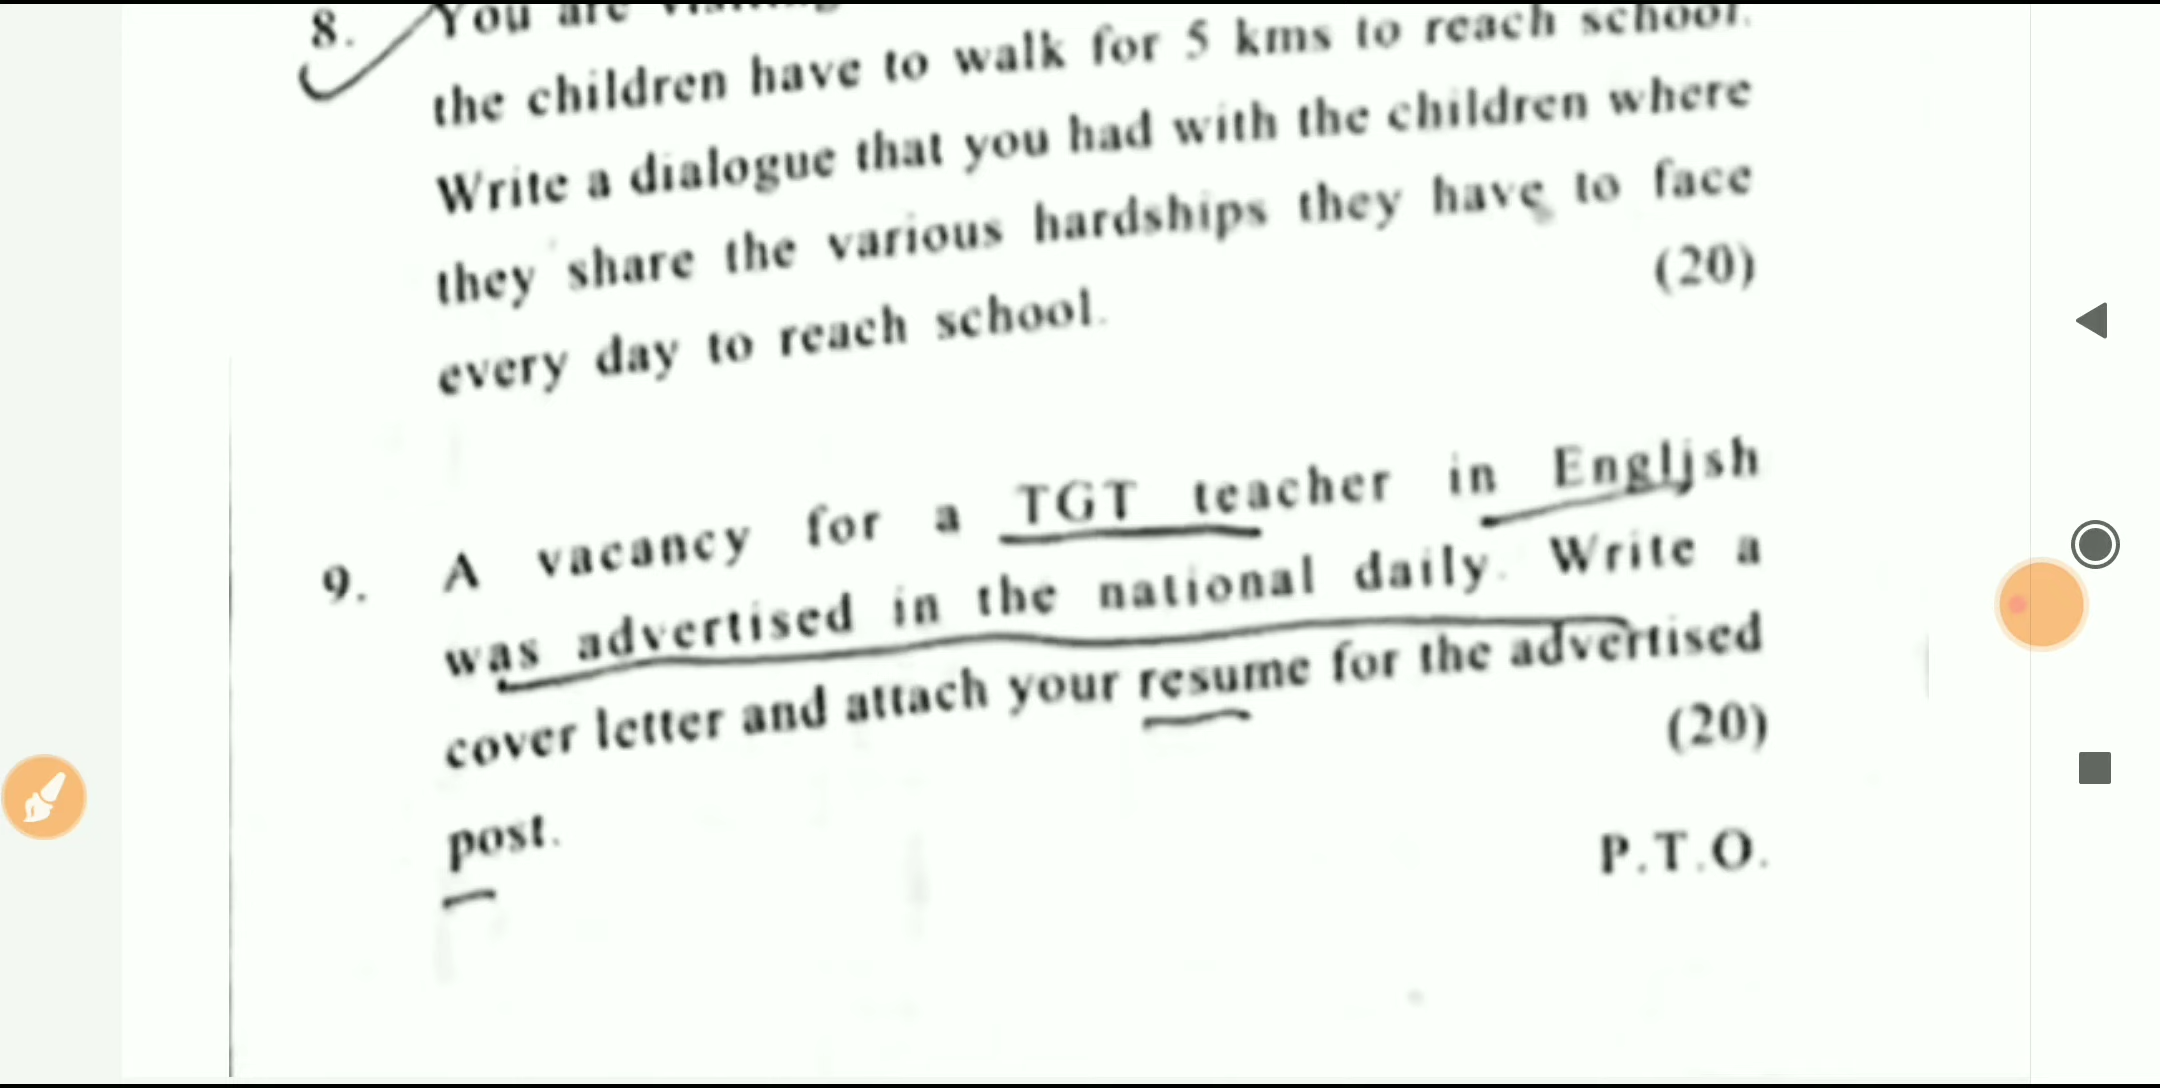 8. You are visiting
the children have to walk for 5 kms to reach school.
Write a dialogue that you had with the children where
they share the various hardships they have to face
every day to reach school. (20)
9. A vacancy for a TGT teacher in English
was advertised in the national daily. Write a
cover letter and attach your resume for the advertised
post. (20)
P.T.O.